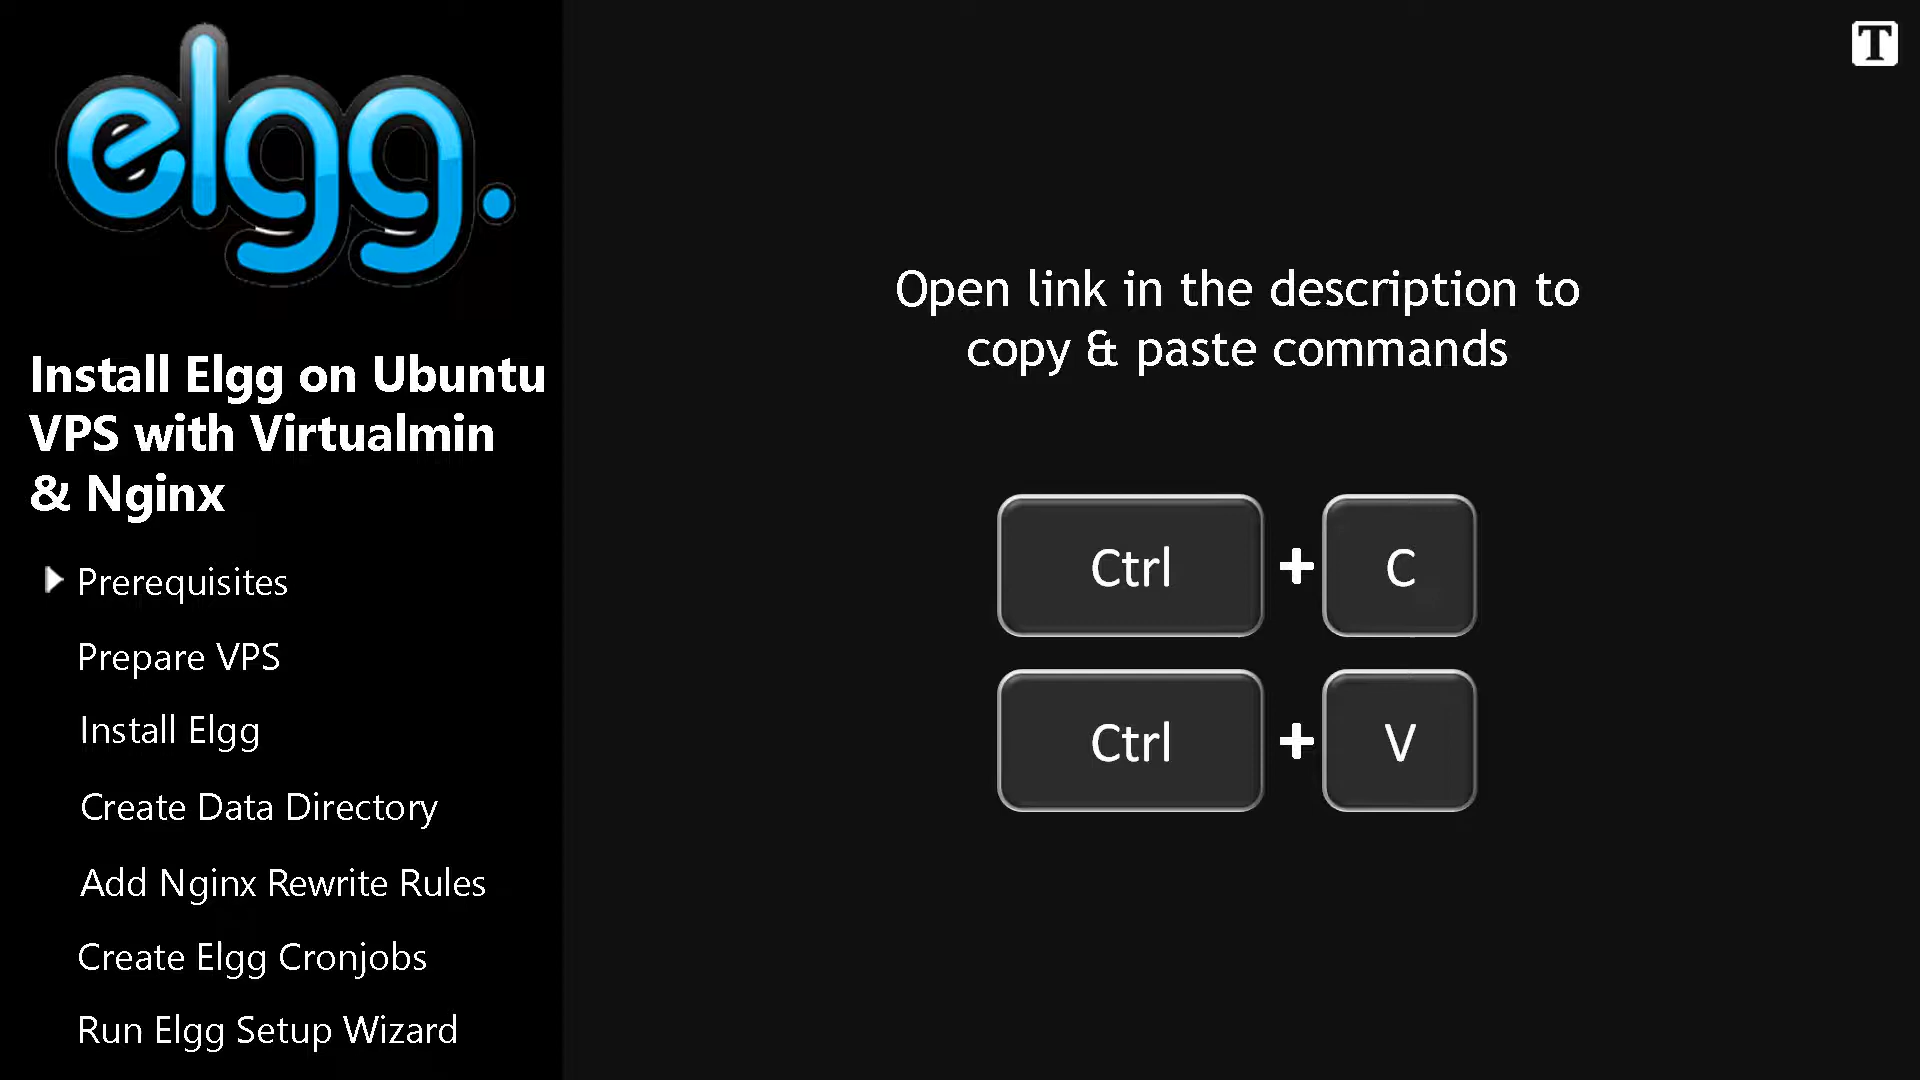 elgg.
Install Elgg on Ubuntu
VPS with Virtualmin
& Nginx
Prerequisites
Prepare VPS
Install Elgg
Create Data Directory
Add Nginx Rewrite Rules
Create Elgg Cronjobs
Run Elgg Setup Wizard
T
Open link in the description to
copy & paste commands
Ctrl + C
Ctrl + V